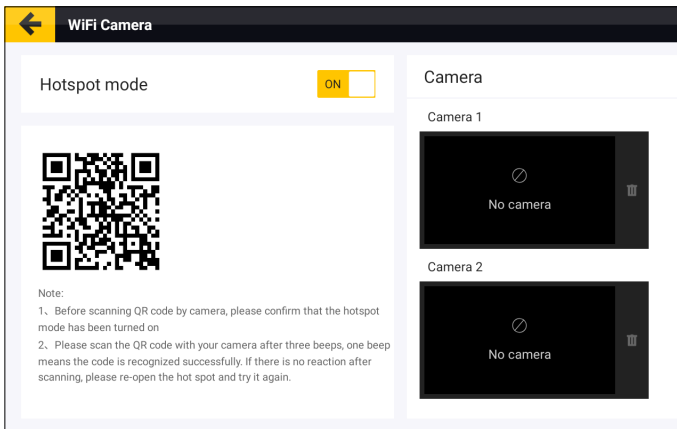 WiFi Camera
Hotspot mode
ON
Note:
1、Before scanning QR code by camera, please confirm that the hotspot
mode has been turned on
2、Please scan the QR code with your camera after three beeps, one beep
means the code is recognized successfully. If there is no reaction after
scanning, please re-open the hot spot and try it again.
Camera
Camera 1
No camera
Camera 2
No camera